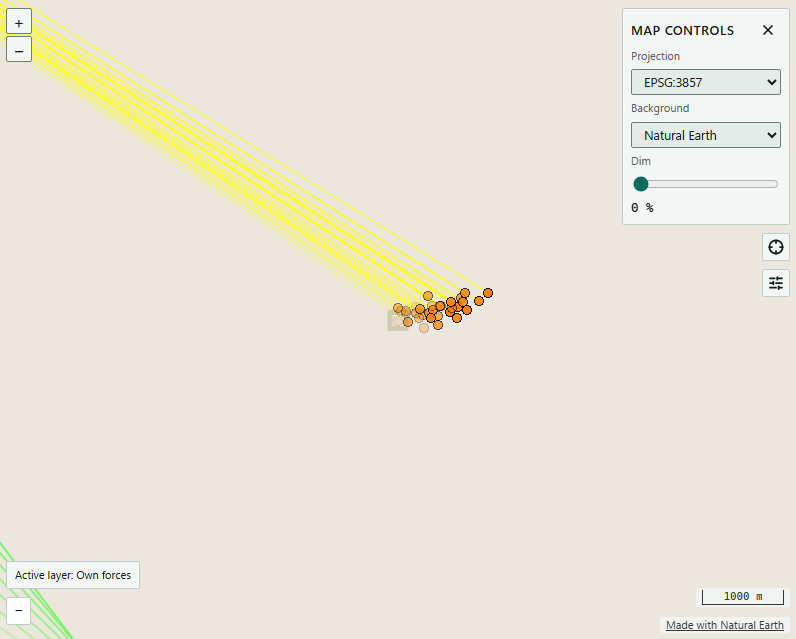 +
−
MAP CONTROLS ✕
Projection
EPSG:3857
Background
Natural Earth
Dim
0 %
Active layer: Own forces
−
1000 m
Made with Natural Earth